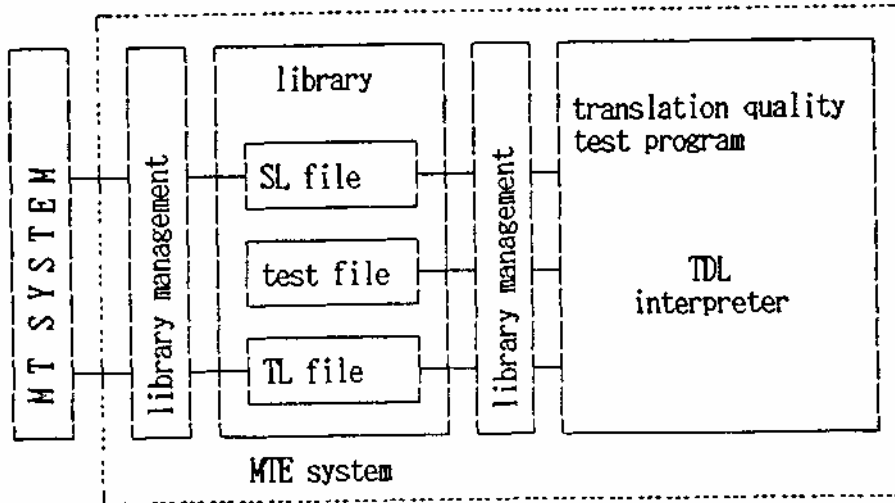 MT SYSTEM
library management
library
SL file
test file
TL file
library management
translation quality
test program
TDL
interpreter
MTE system